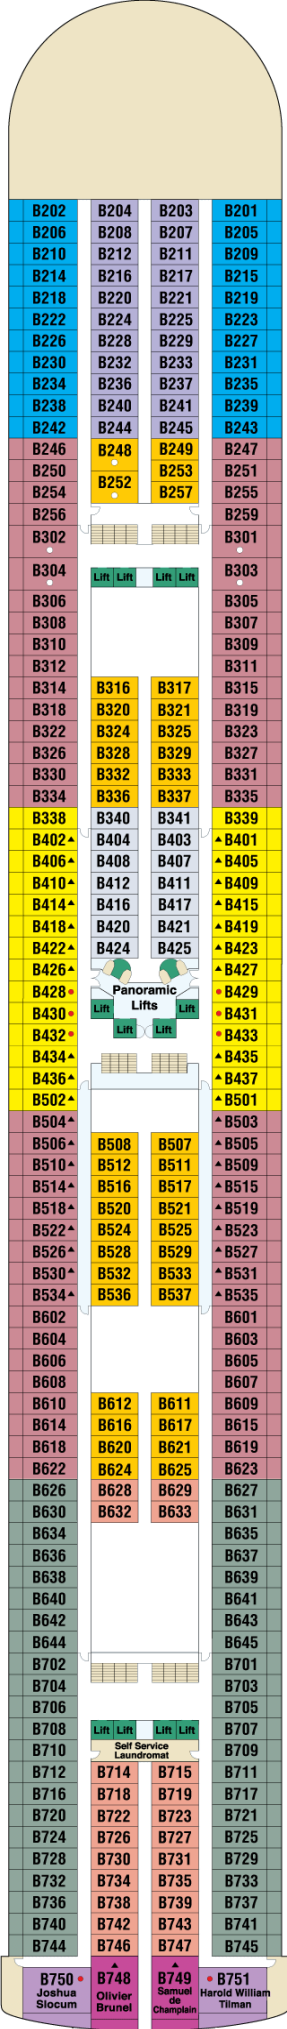 B202 B204 B203 B201
B206 B208 B207 B205
B210 B212 B211 B209
B214 B216 B217 B215
B218 B220 B221 B219
B222 B224 B225 B223
B226 B228 B229 B227
B230 B232 B233 B231
B234 B236 B237 B235
B238 B240 B241 B239
B242 B244 B245 B243
B246 B248 B249 B247
B250 B252 B253 B251
B254 B257 B255
B256 B259
B302 B301
B304 Lift Lift Lift Lift B303
B306 B305
B308 B307
B310 B309
B312 B311
B314 B316 B317 B315
B318 B320 B321 B319
B322 B324 B325 B323
B326 B328 B329 B327
B330 B332 B333 B331
B334 B336 B337 B335
B338 B340 B341 B339
B402 B404 B403 B401
B406 B408 B407 B405
B410 B412 B411 B409
B414 B416 B417 B415
B418 B420 B421 B419
B422 B424 B425 B423
B426 B427
B428 Panoramic B429
Lifts
B430 Lift Lift B431
B432 Lift Lift B433
B434 B435
B436 B437
B502 B501
B504 B503
B506 B508 B507 B505
B510 B512 B511 B509
B514 B516 B517 B515
B518 B520 B521 B519
B522 B524 B525 B523
B526 B528 B529 B527
B530 B532 B533 B531
B534 B536 B537 B535
B602 B601
B604 B603
B606 B605
B608 B607
B610 B612 B611 B609
B614 B616 B617 B615
B618 B620 B621 B619
B622 B624 B625 B623
B626 B628 B629 B627
B630 B632 B633 B631
B634 B635
B636 B637
B638 B639
B640 B641
B642 B643
B644 B645
B702 B701
B704 B703
B706 B705
B708 Lift Lift Lift Lift B707
B710 Self Service B709
Laundromat
B712 B714 B715 B711
B716 B718 B719 B717
B720 B722 B723 B721
B724 B726 B727 B725
B728 B730 B731 B729
B732 B734 B735 B733
B736 B738 B739 B737
B740 B742 B743 B741
B744 B746 B747 B745
B750 B748 B749 B751
Joshua Olivier Samuel Harold William
Slocum Brunel de Tilman
Champlain